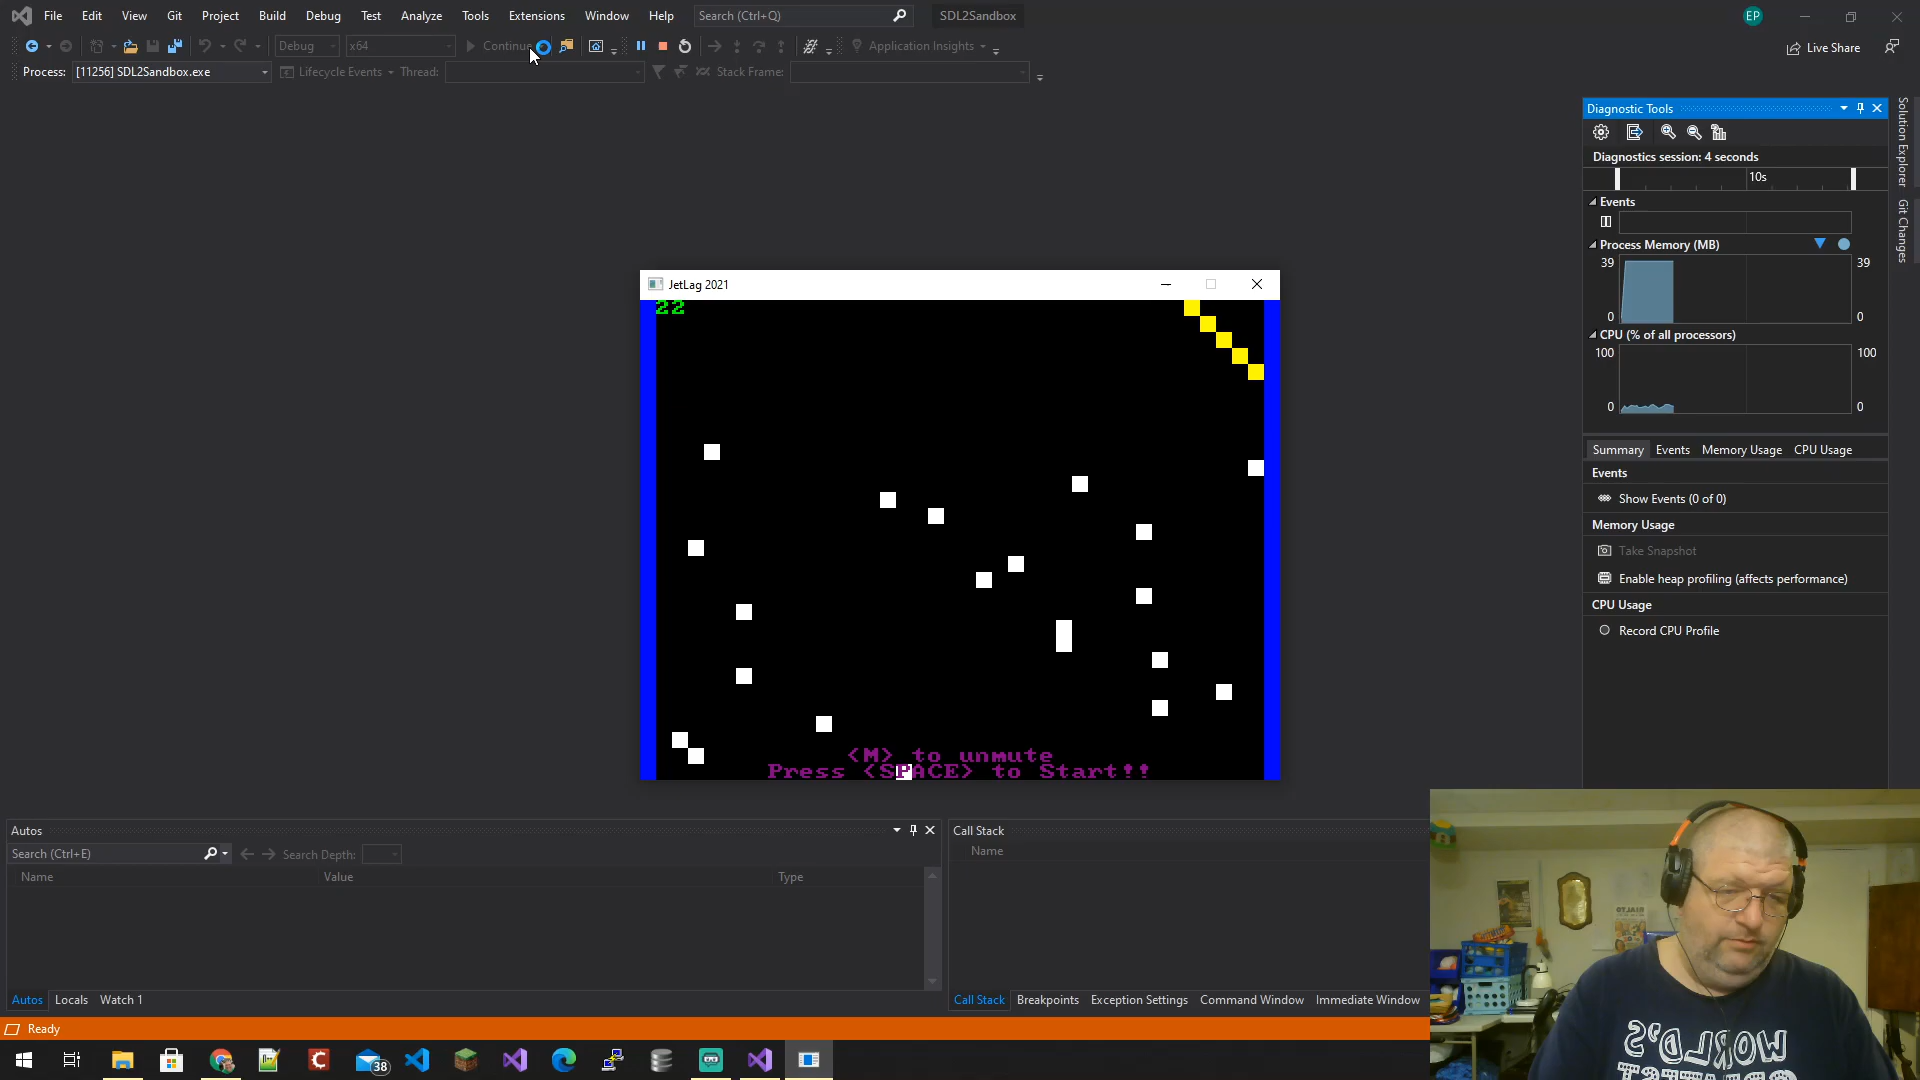 File Edit View Git Project Build Debug Test Analyze Tools Extensions Window Help Search (Ctrl+Q) SDL2Sandbox EP
Debug x64 Continue Application Insights Live Share
Process: [11256] SDL2Sandbox.exe Lifecycle Events Thread: Stack Frame:
Diagnostic Tools
Diagnostics session: 4 seconds
10s
Events
Process Memory (MB)
39 39
0 0
CPU (% of all processors)
100 100
0 0
Summary Events Memory Usage CPU Usage
Events
Show Events (0 of 0)
Memory Usage
Take Snapshot
Enable heap profiling (affects performance)
CPU Usage
Record CPU Profile
Solution Explorer
Git Changes
JetLag 2021
22
<M> to unmute
Press <SPACE> to Start!!
Autos
Search (Ctrl+E) Search Depth:
Name Value Type
Autos Locals Watch 1
Call Stack
Name
Call Stack Breakpoints Exception Settings Command Window Immediate Window
Ready
38
WORLD'S